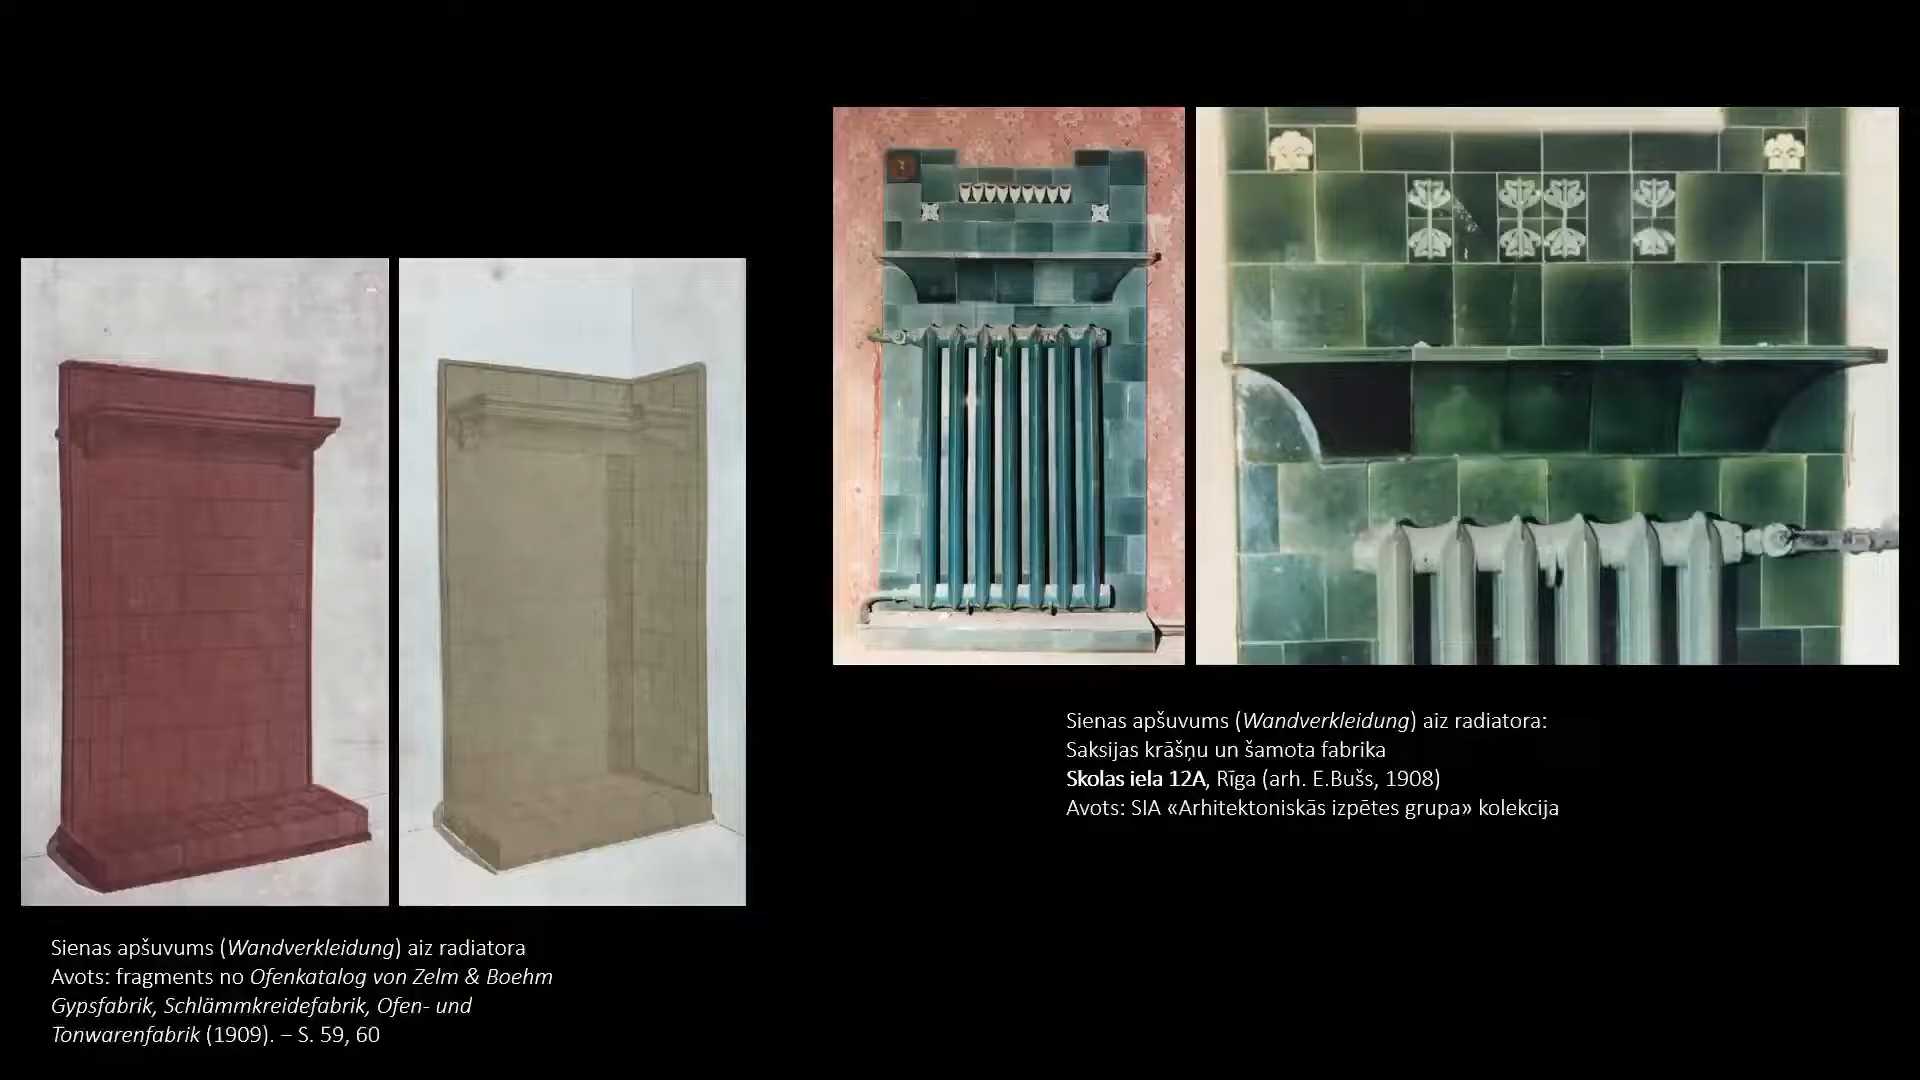 Sienas apšuvums (Wandverkleidung) aiz radiatora
Avots: fragments no Ofenkatalog von Zelm & Boehm
Gypsfabrik, Schlämmkreidefabrik, Ofen- und
Tonwarenfabrik (1909). – S. 59, 60
Sienas apšuvums (Wandverkleidung) aiz radiatora:
Saksijas krāšņu un šamota fabrika
Skolas iela 12A, Rīga (arh. E.Bušs, 1908)
Avots: SIA «Arhitektoniskās izpētes grupa» kolekcija